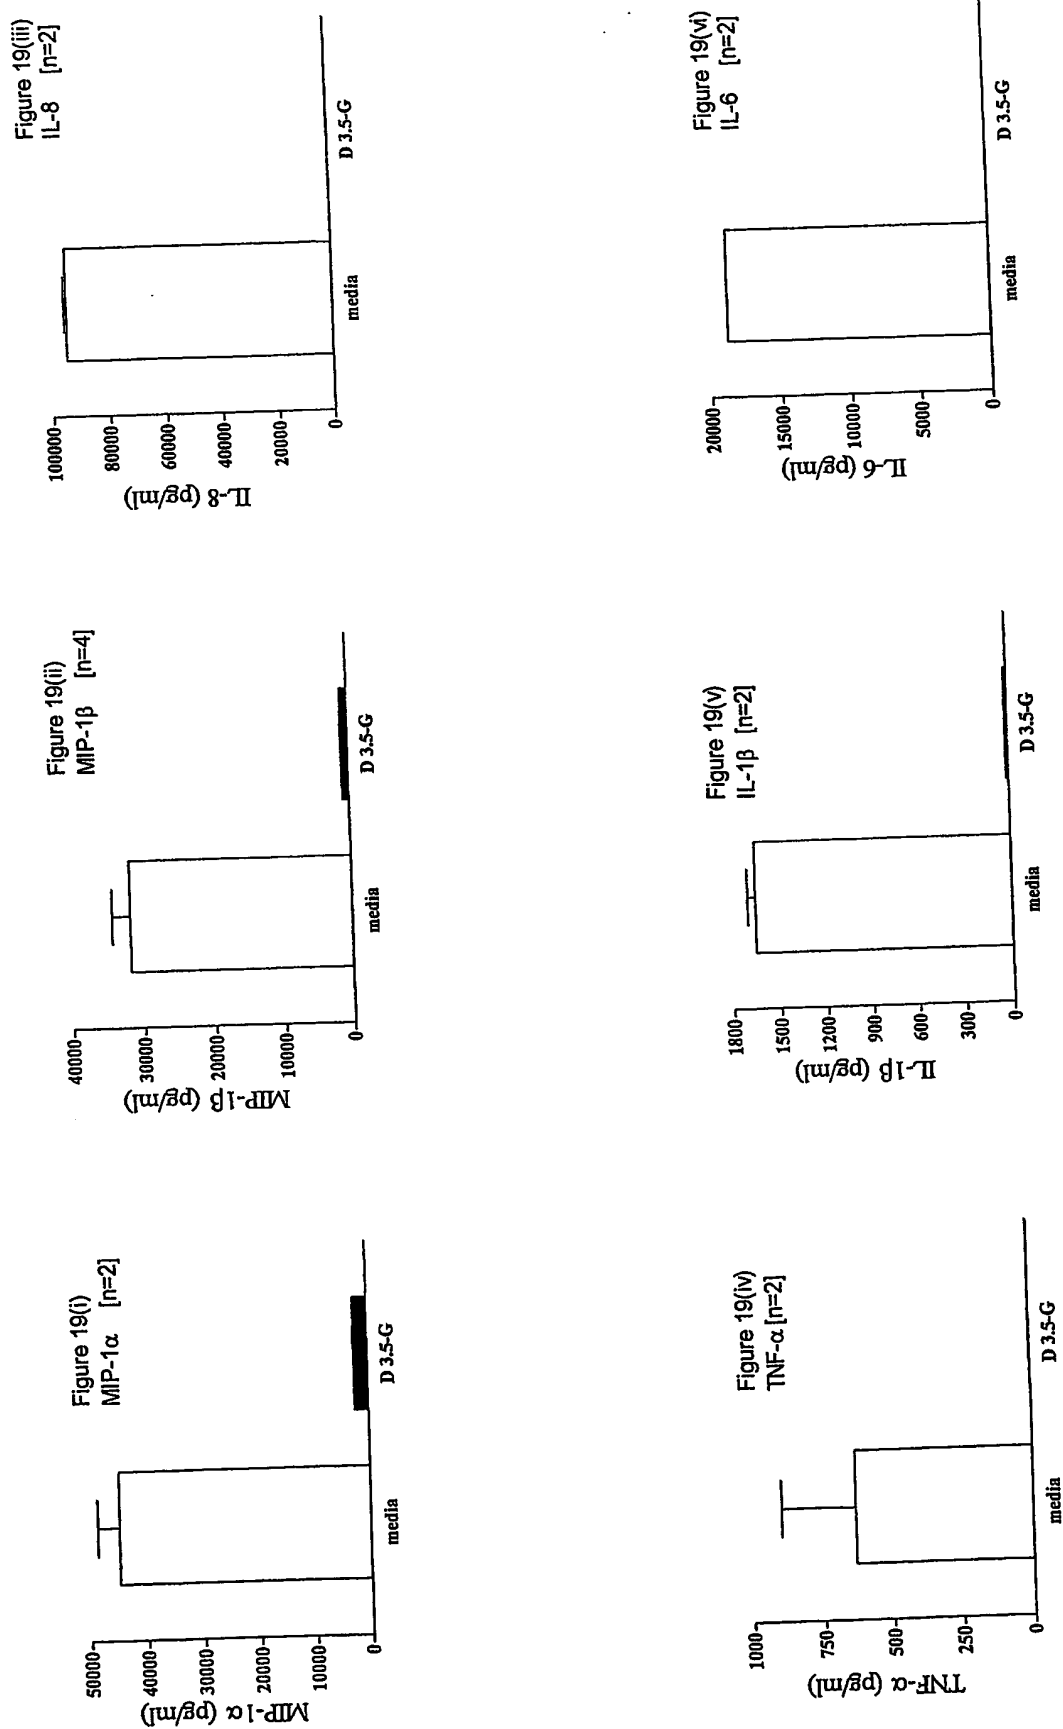 Figure 19(i)
MIP-1α [n=2]
MIP-1α (pg/ml)
50000
40000
30000
20000
10000
0
media
D 3.5-G
Figure 19(ii)
MIP-1β [n=4]
MIP-1β (pg/ml)
40000
30000
20000
10000
0
media
D 3.5-G
Figure 19(iii)
IL-8 [n=2]
IL-8 (pg/ml)
100000
80000
60000
40000
20000
0
media
D 3.5-G
Figure 19(iv)
TNF-α [n=2]
TNF-α (pg/ml)
1000
750
500
250
0
media
D 3.5-G
Figure 19(v)
IL-1β [n=2]
IL-1β (pg/ml)
1800
1500
1200
900
600
300
0
media
D 3.5-G
Figure 19(vi)
IL-6 [n=2]
IL-6 (pg/ml)
20000
15000
10000
5000
0
media
D 3.5-G